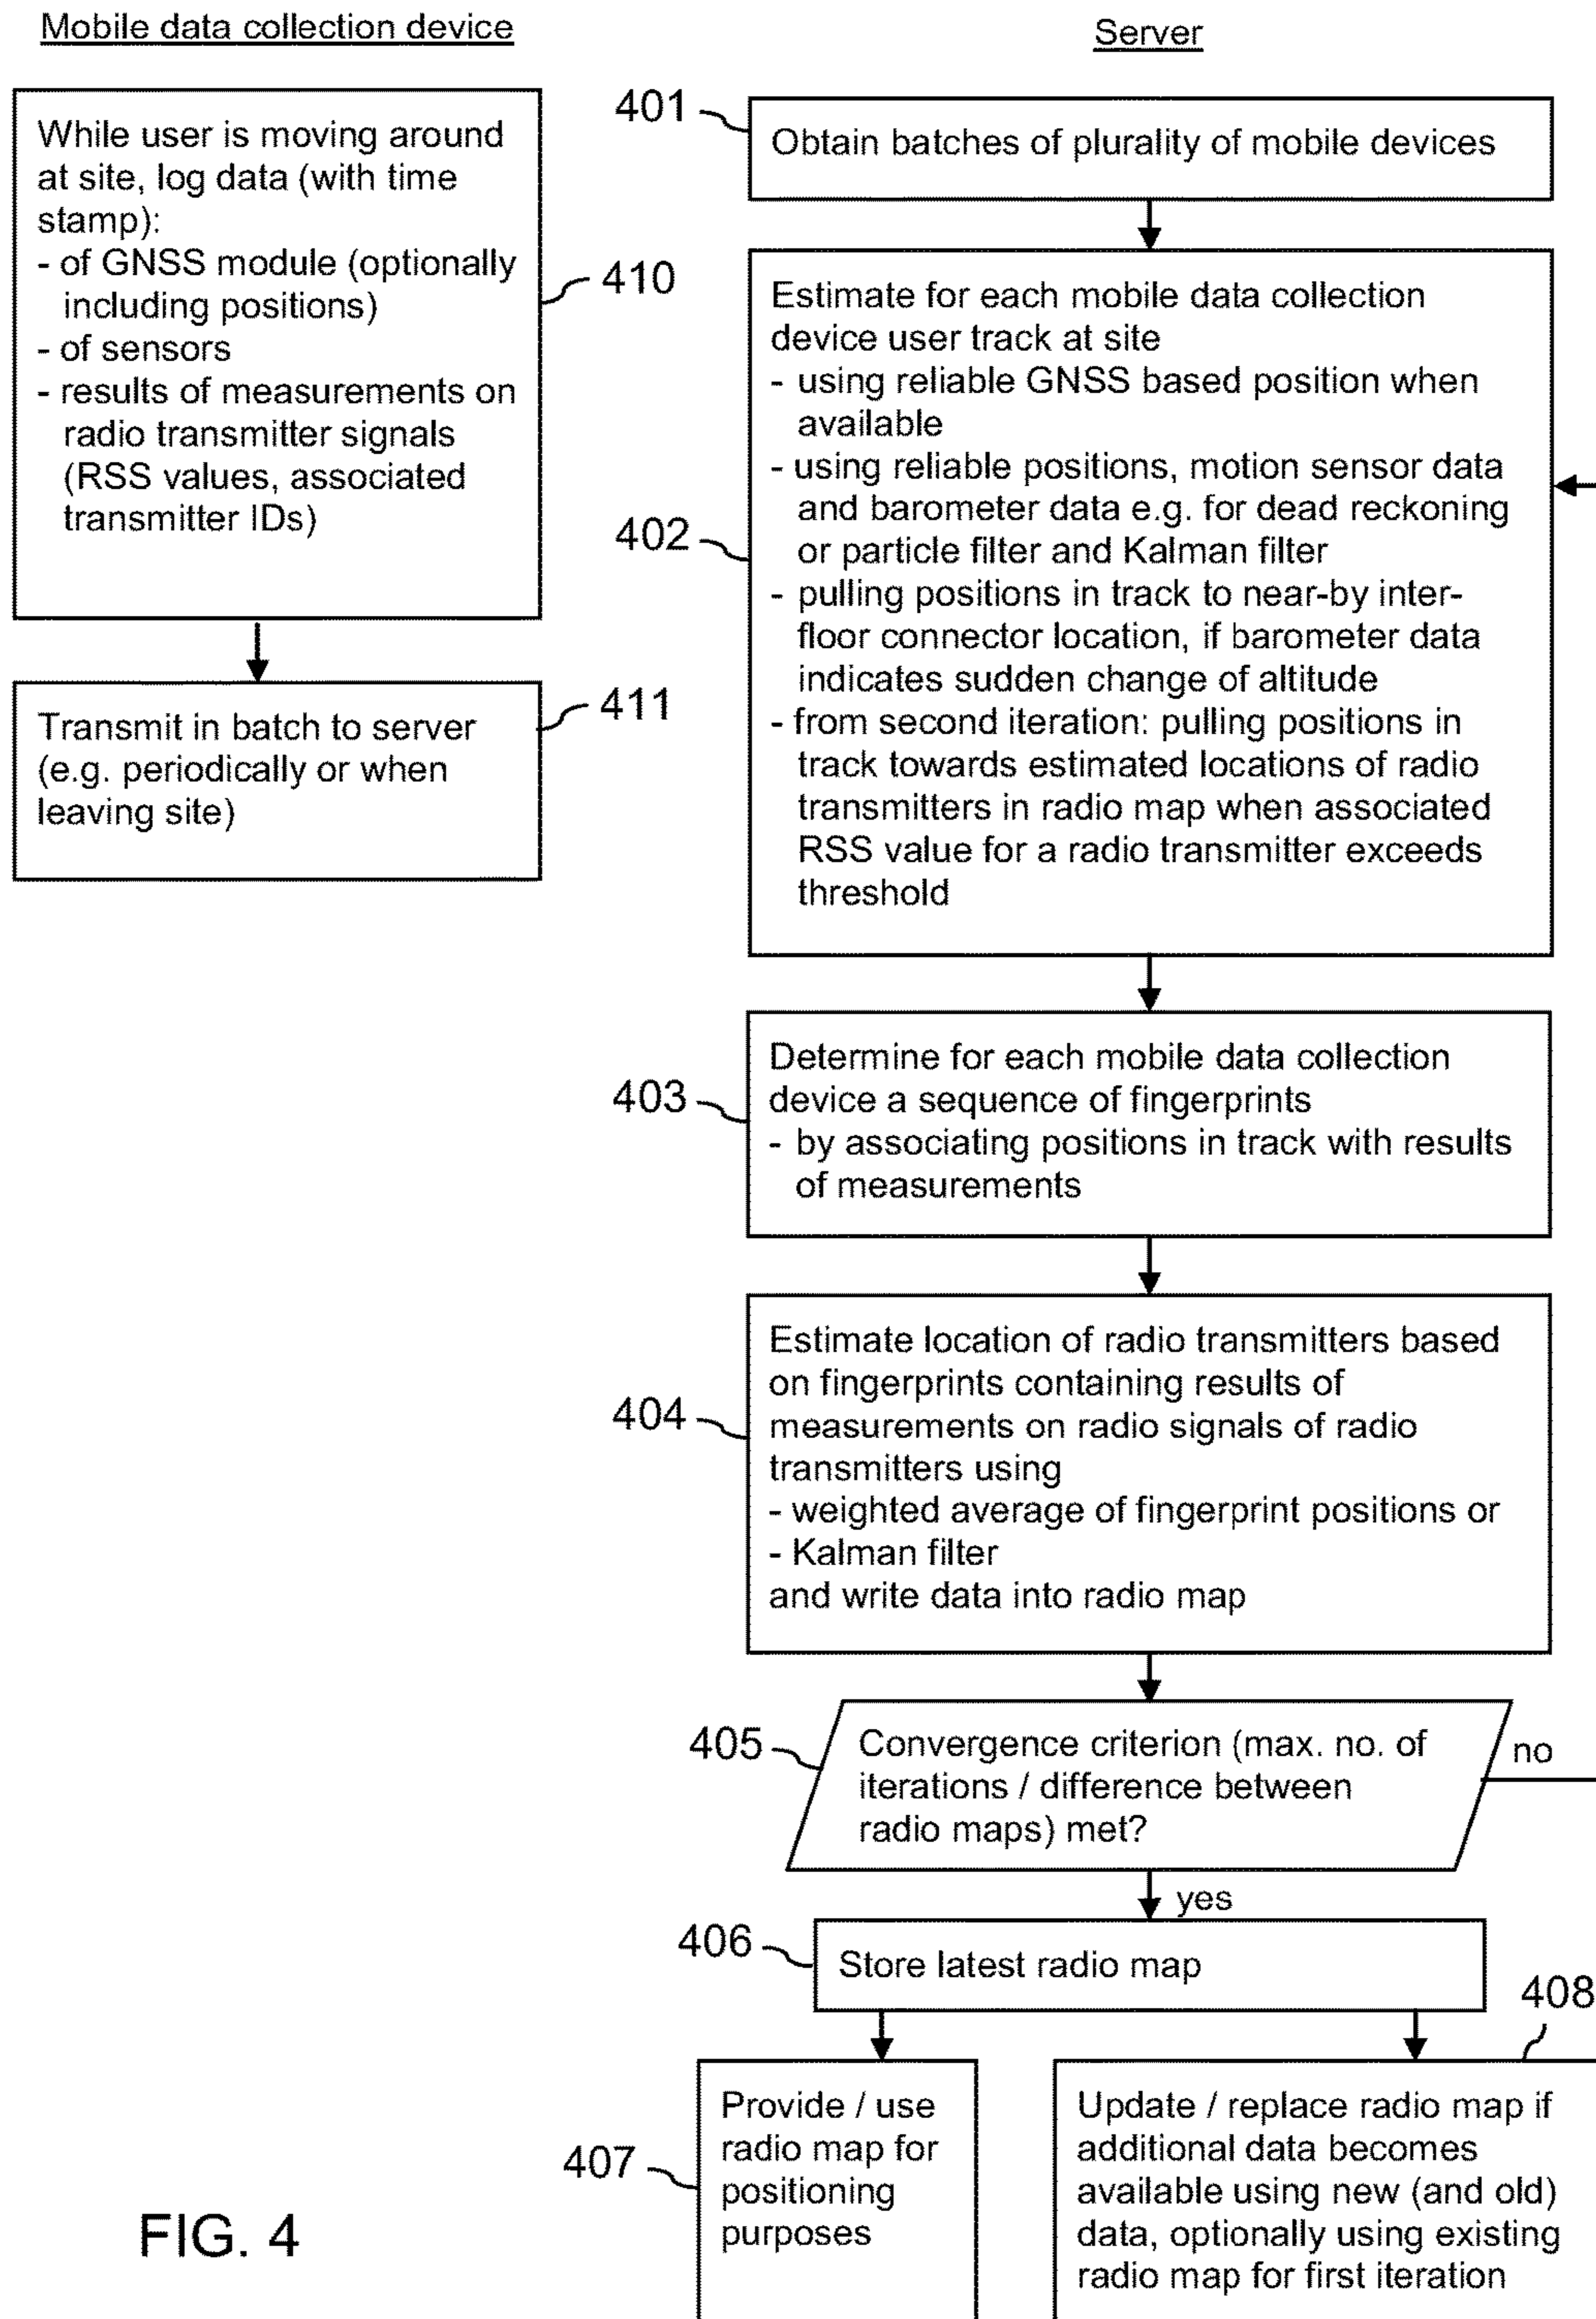 Mobile data collection device
While user is moving around
at site, log data (with time
stamp):
- of GNSS module (optionally
including positions)
- of sensors
- results of measurements on
radio transmitter signals
(RSS values, associated
transmitter IDs)
410
Transmit in batch to server
(e.g. periodically or when
leaving site)
411
Server
401
Obtain batches of plurality of mobile devices
402
Estimate for each mobile data collection
device user track at site
- using reliable GNSS based position when
available
- using reliable positions, motion sensor data
and barometer data e.g. for dead reckoning
or particle filter and Kalman filter
- pulling positions in track to near-by inter-
floor connector location, if barometer data
indicates sudden change of altitude
- from second iteration: pulling positions in
track towards estimated locations of radio
transmitters in radio map when associated
RSS value for a radio transmitter exceeds
threshold
403
Determine for each mobile data collection
device a sequence of fingerprints
- by associating positions in track with results
of measurements
404
Estimate location of radio transmitters based
on fingerprints containing results of
measurements on radio signals of radio
transmitters using
- weighted average of fingerprint positions or
- Kalman filter
and write data into radio map
405
Convergence criterion (max. no. of
iterations / difference between
radio maps) met?
no
yes
406
Store latest radio map
407
Provide / use
radio map for
positioning
purposes
408
Update / replace radio map if
additional data becomes
available using new (and old)
data, optionally using existing
radio map for first iteration
FIG. 4